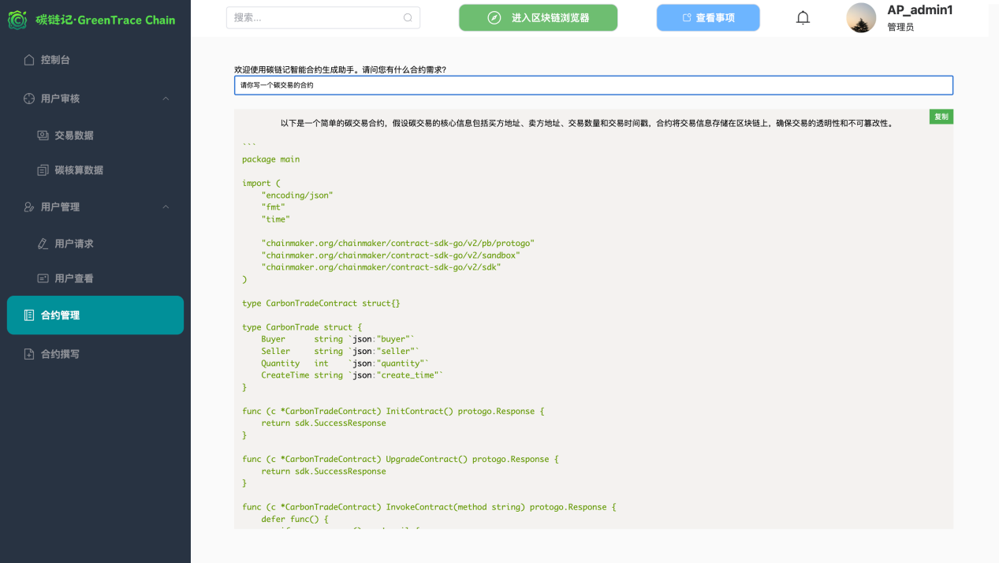 碳链记·GreenTrace Chain
控制台
用户审核
交易数据
碳核算数据
用户管理
用户请求
用户查看
合约管理
合约撰写
搜索...
进入区块链浏览器
查看事项
AP_admin1
管理员
欢迎使用碳链记智能合约生成助手。请问您有什么合约需求?
请你写一个碳交易的合约
复制
以下是一个简单的碳交易合约，假设碳交易的核心信息包括买方地址、卖方地址、交易数量和交易时间戳，合约将交易信息存储在区块链上，确保交易的透明性和不可篡改性。
```
package main
import (
"encoding/json"
"fmt"
"time"
"chainmaker.org/chainmaker/contract-sdk-go/v2/pb/protogo"
"chainmaker.org/chainmaker/contract-sdk-go/v2/sandbox"
"chainmaker.org/chainmaker/contract-sdk-go/v2/sdk"
)
type CarbonTradeContract struct{}
type CarbonTrade struct {
Buyer      string `json:"buyer"`
Seller     string `json:"seller"`
Quantity   int    `json:"quantity"`
CreateTime string `json:"create_time"`
}
func (c *CarbonTradeContract) InitContract() protogo.Response {
return sdk.SuccessResponse
}
func (c *CarbonTradeContract) UpgradeContract() protogo.Response {
return sdk.SuccessResponse
}
func (c *CarbonTradeContract) InvokeContract(method string) protogo.Response {
defer func() {